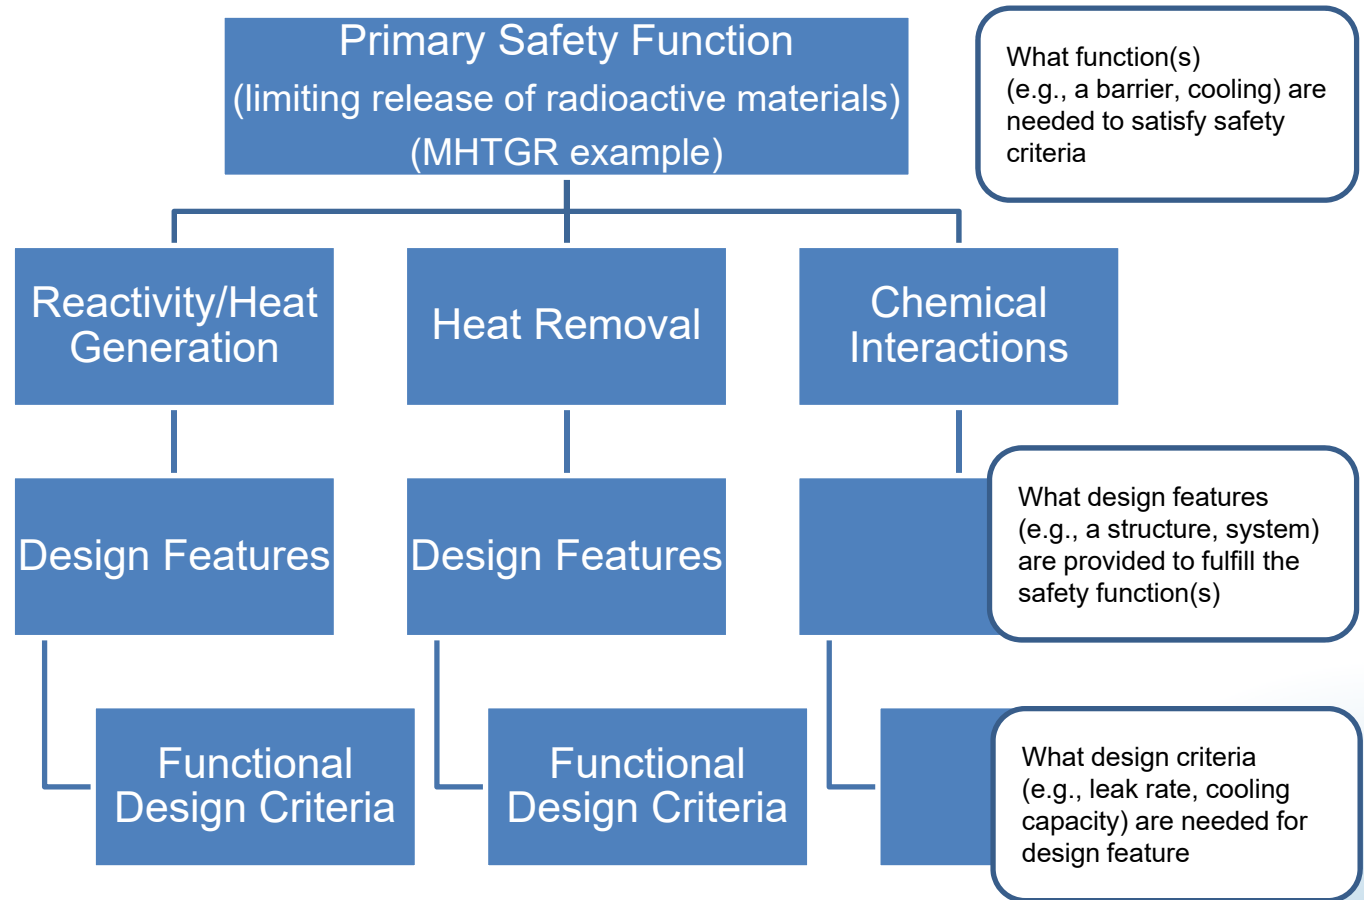 Primary Safety Function
(limiting release of radioactive materials)
(MHTGR example)
What function(s)
(e.g., a barrier, cooling) are
needed to satisfy safety
criteria
Reactivity/Heat
Generation
Heat Removal
Chemical
Interactions
Design Features
Design Features
What design features
(e.g., a structure, system)
are provided to fulfill the
safety function(s)
Functional
Design Criteria
Functional
Design Criteria
What design criteria
(e.g., leak rate, cooling
capacity) are needed for
design feature